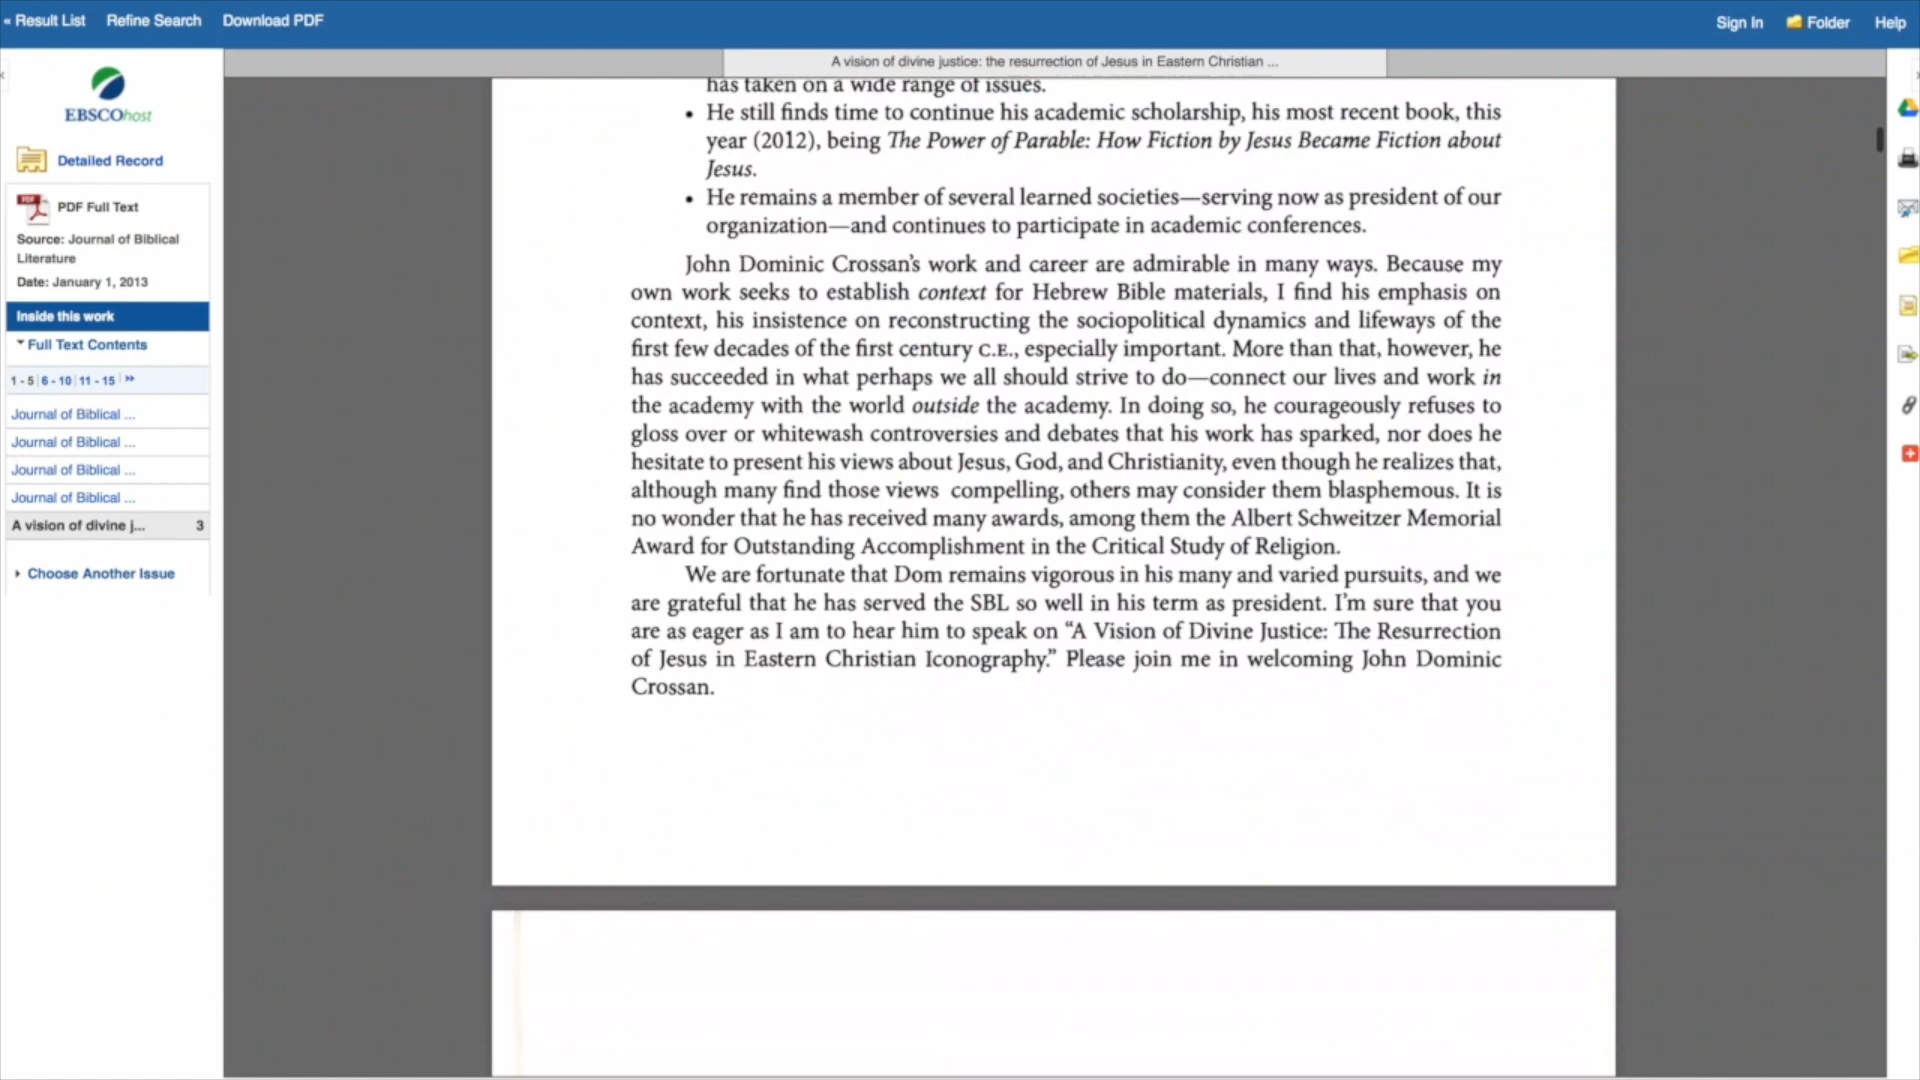 « Result List Refine Search Download PDF
Sign In Folder Help
A vision of divine justice: the resurrection of Jesus in Eastern Christian ...
EBSCOhost
Detailed Record
PDF Full Text
Source: Journal of Biblical
Literature
Date: January 1, 2013
Inside this work
Full Text Contents
1 - 5 6 - 10 11 - 15 »
Journal of Biblical ...
Journal of Biblical ...
Journal of Biblical ...
Journal of Biblical ...
A vision of divine j... 3
Choose Another Issue
has taken on a wide range of issues.
• He still finds time to continue his academic scholarship, his most recent book, this
year (2012), being The Power of Parable: How Fiction by Jesus Became Fiction about
Jesus.
• He remains a member of several learned societies—serving now as president of our
organization—and continues to participate in academic conferences.
John Dominic Crossan’s work and career are admirable in many ways. Because my
own work seeks to establish context for Hebrew Bible materials, I find his emphasis on
context, his insistence on reconstructing the sociopolitical dynamics and lifeways of the
first few decades of the first century C.E., especially important. More than that, however, he
has succeeded in what perhaps we all should strive to do—connect our lives and work in
the academy with the world outside the academy. In doing so, he courageously refuses to
gloss over or whitewash controversies and debates that his work has sparked, nor does he
hesitate to present his views about Jesus, God, and Christianity, even though he realizes that,
although many find those views compelling, others may consider them blasphemous. It is
no wonder that he has received many awards, among them the Albert Schweitzer Memorial
Award for Outstanding Accomplishment in the Critical Study of Religion.
We are fortunate that Dom remains vigorous in his many and varied pursuits, and we
are grateful that he has served the SBL so well in his term as president. I’m sure that you
are as eager as I am to hear him to speak on “A Vision of Divine Justice: The Resurrection
of Jesus in Eastern Christian Iconography.” Please join me in welcoming John Dominic
Crossan.